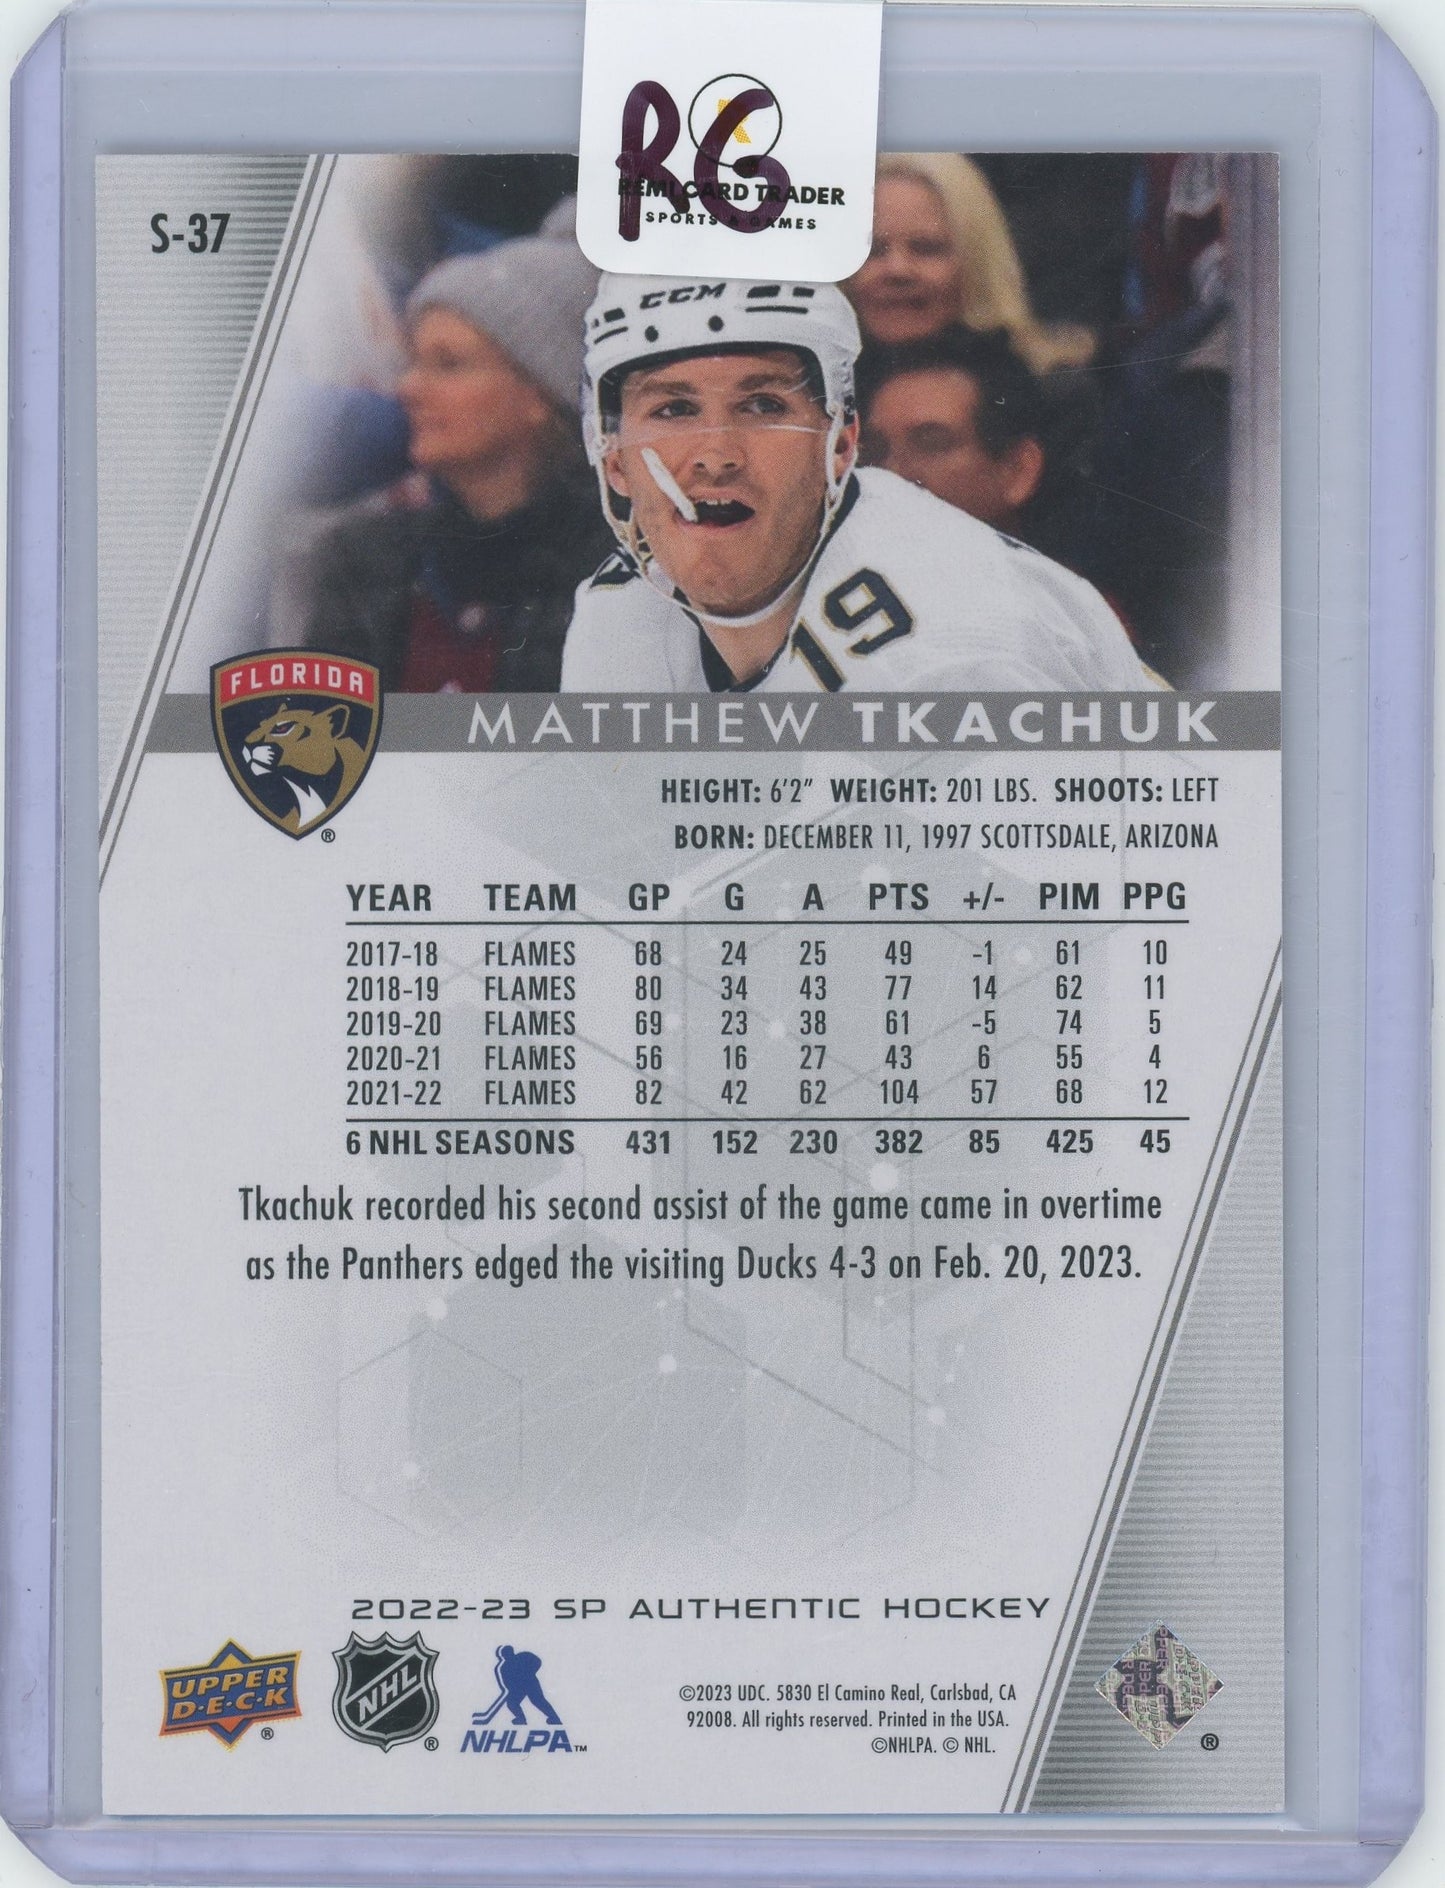 RG
REMI CARD TRADER
SPORTS & GAMES
S-37
CCM
19
FLORIDA
®
MATTHEW TKACHUK
HEIGHT: 6'2" WEIGHT: 201 LBS. SHOOTS: LEFT
BORN: DECEMBER 11, 1997 SCOTTSDALE, ARIZONA
YEAR TEAM GP G A PTS +/- PIM PPG
2017-18 FLAMES 68 24 25 49 -1 61 10
2018-19 FLAMES 80 34 43 77 14 62 11
2019-20 FLAMES 69 23 38 61 -5 74 5
2020-21 FLAMES 56 16 27 43 6 55 4
2021-22 FLAMES 82 42 62 104 57 68 12
6 NHL SEASONS 431 152 230 382 85 425 45
Tkachuk recorded his second assist of the game came in overtime
as the Panthers edged the visiting Ducks 4-3 on Feb. 20, 2023.
2022-23 SP AUTHENTIC HOCKEY
UPPER
D·E·C·K ®
NHL ®
NHLPA™
©2023 UDC. 5830 El Camino Real, Carlsbad, CA
92008. All rights reserved. Printed in the USA.
©NHLPA. © NHL.
®